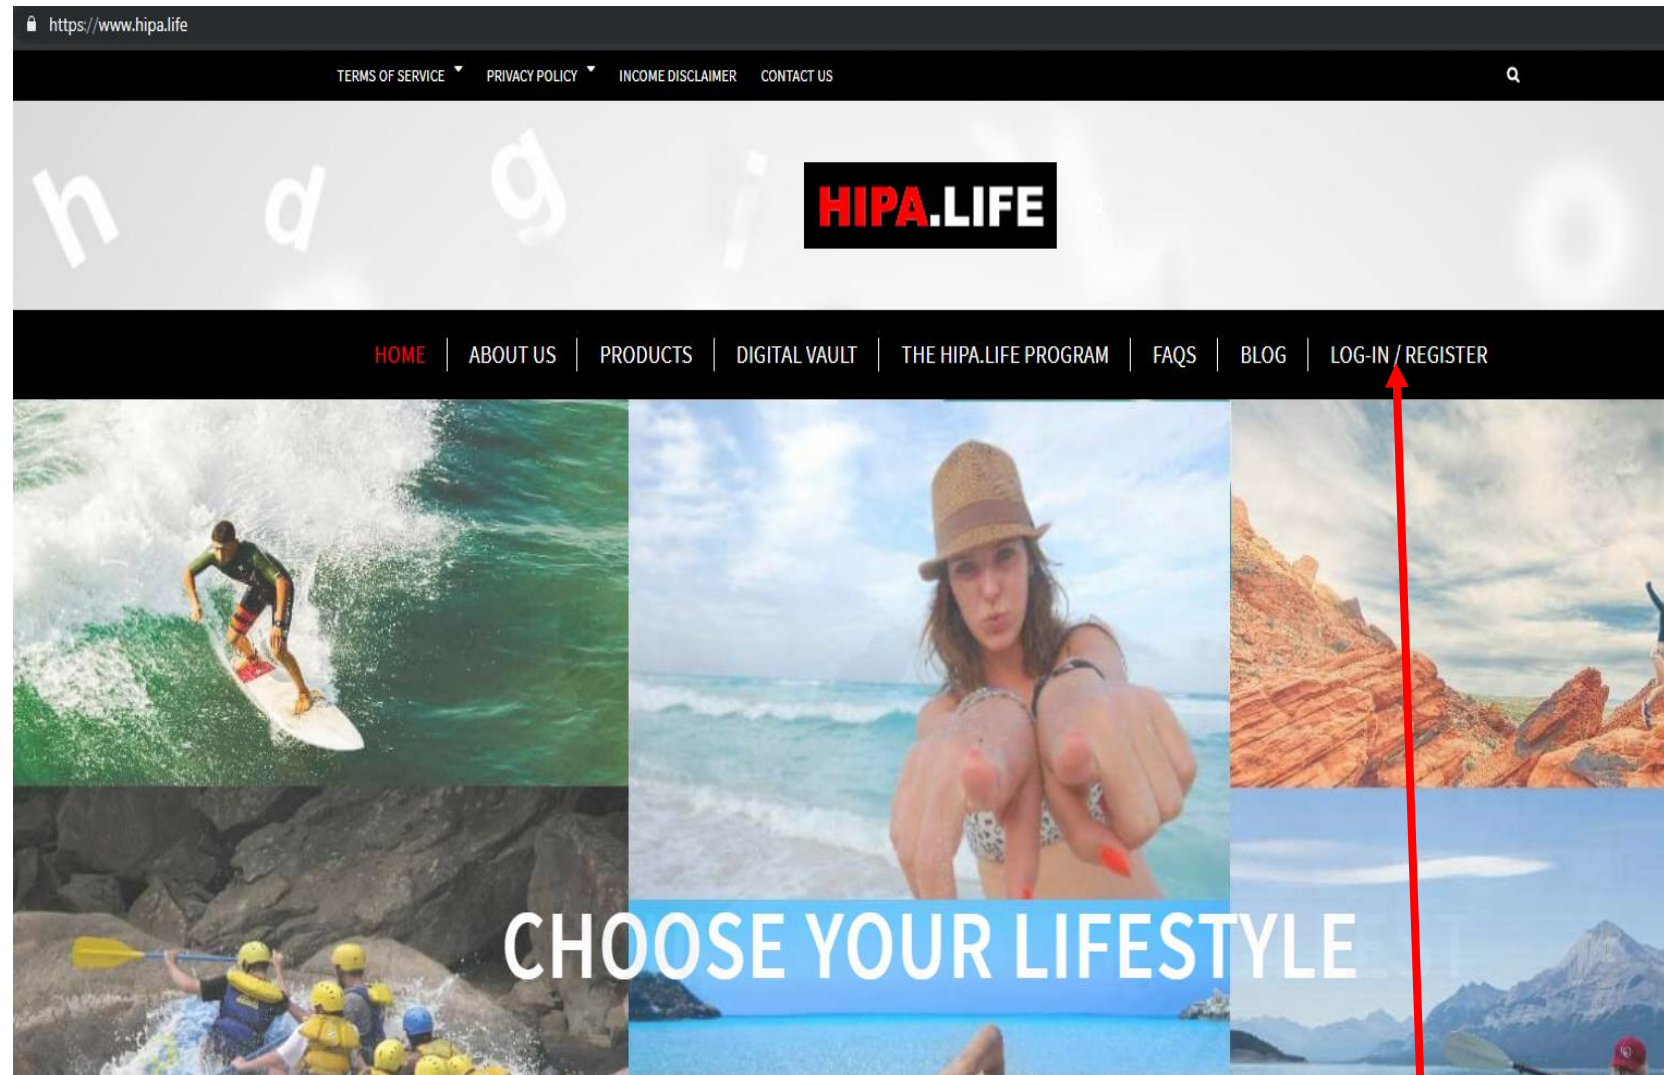 https://www.hipa.life
TERMS OF SERVICE PRIVACY POLICY INCOME DISCLAIMER CONTACT US
h d g i o
HIPA.LIFE
HOME ABOUT US PRODUCTS DIGITAL VAULT THE HIPA.LIFE PROGRAM FAQS BLOG LOG-IN / REGISTER
CHOOSE YOUR LIFESTYLE